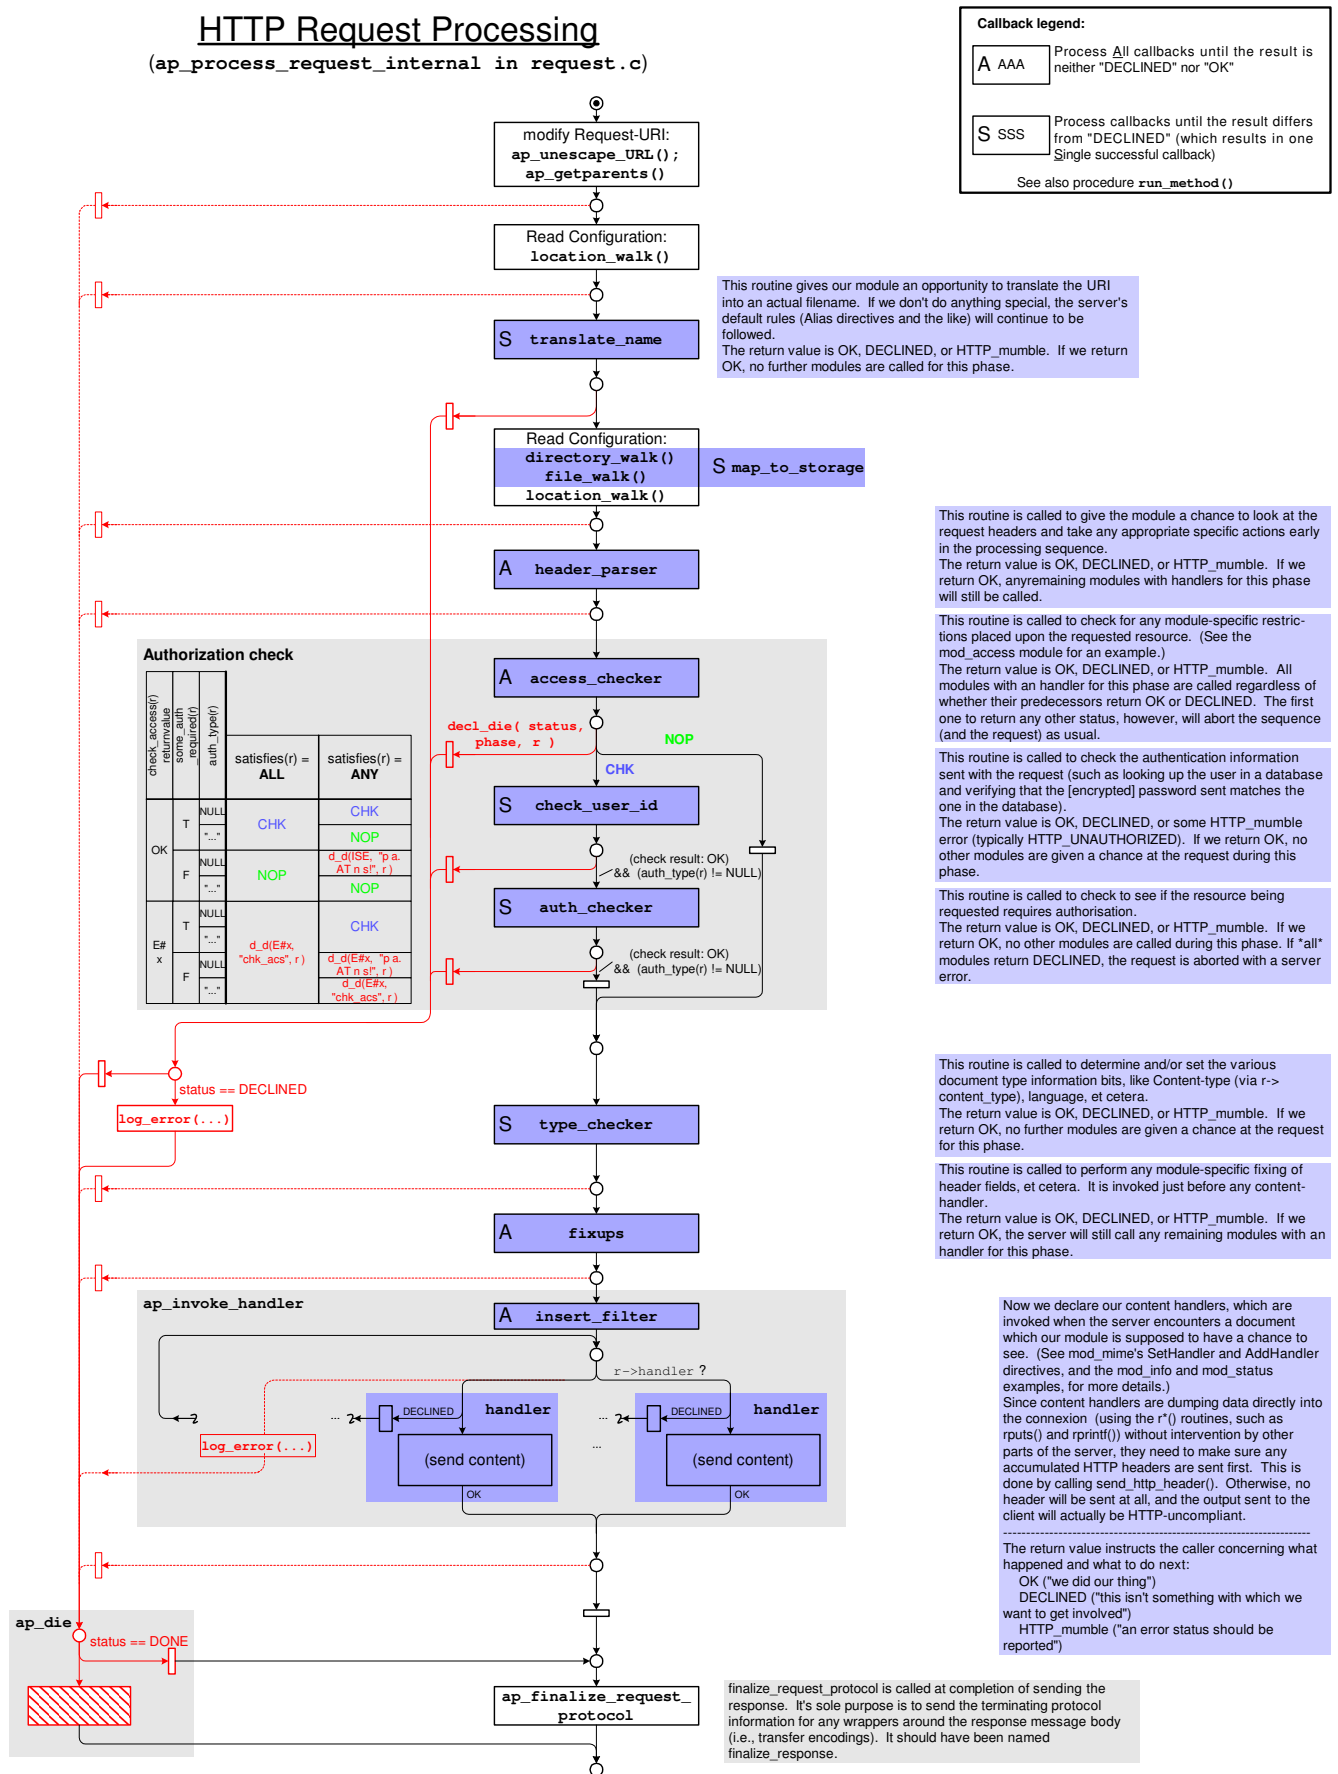 HTTP Request Processing
(ap_process_request_internal in request.c)
Callback legend:
A AAA
Process All callbacks until the result is
neither "DECLINED" nor "OK"
S SSS
Process callbacks until the result differs
from "DECLINED" (which results in one
Single successful callback)
See also procedure run_method()
modify Request-URI:
ap_unescape_URL();
ap_getparents()
Read Configuration:
location_walk()
This routine gives our module an opportunity to translate the URI
into an actual filename. If we don't do anything special, the server's
default rules (Alias directives and the like) will continue to be
followed.
The return value is OK, DECLINED, or HTTP_mumble. If we return
OK, no further modules are called for this phase.
S translate_name
Read Configuration:
directory_walk()
file_walk()
location_walk()
S map_to_storage
This routine is called to give the module a chance to look at the
request headers and take any appropriate specific actions early
in the processing sequence.
The return value is OK, DECLINED, or HTTP_mumble. If we
return OK, anyremaining modules with handlers for this phase
will still be called.
A header_parser
This routine is called to check for any module-specific restric-
tions placed upon the requested resource. (See the
mod_access module for an example.)
The return value is OK, DECLINED, or HTTP_mumble. All
modules with an handler for this phase are called regardless of
whether their predecessors return OK or DECLINED. The first
one to return any other status, however, will abort the sequence
(and the request) as usual.
Authorization check
A access_checker
check_access(r)
returnvalue
some_auth
_required(r)
auth_type(r)
satisfies(r) =
ALL
satisfies(r) =
ANY
OK
T
NULL
"..."
CHK
CHK
NOP
F
NULL
"..."
NOP
d_d(ISE, "p a.
AT n s!", r )
NOP
E#
x
T
NULL
"..."
d_d(E#x,
"chk_acs", r )
CHK
F
NULL
"..."
d_d(E#x, "p a.
AT n s!", r )
d_d(E#x,
"chk_acs", r )
decl_die( status,
phase, r )
NOP
CHK
This routine is called to check the authentication information
sent with the request (such as looking up the user in a database
and verifying that the [encrypted] password sent matches the
one in the database).
The return value is OK, DECLINED, or some HTTP_mumble
error (typically HTTP_UNAUTHORIZED). If we return OK, no
other modules are given a chance at the request during this
phase.
S check_user_id
(check result: OK)
&& (auth_type(r) != NULL)
S auth_checker
(check result: OK)
&& (auth_type(r) != NULL)
This routine is called to check to see if the resource being
requested requires authorisation.
The return value is OK, DECLINED, or HTTP_mumble. If we
return OK, no other modules are called during this phase. If *all*
modules return DECLINED, the request is aborted with a server
error.
status == DECLINED
log_error(...)
This routine is called to determine and/or set the various
document type information bits, like Content-type (via r->
content_type), language, et cetera.
The return value is OK, DECLINED, or HTTP_mumble. If we
return OK, no further modules are given a chance at the request
for this phase.
S type_checker
This routine is called to perform any module-specific fixing of
header fields, et cetera. It is invoked just before any content-
handler.
The return value is OK, DECLINED, or HTTP_mumble. If we
return OK, the server will still call any remaining modules with an
handler for this phase.
A fixups
ap_invoke_handler
A insert_filter
r->handler ?
... DECLINED
handler
... DECLINED
handler
...
log_error(...)
(send content)
(send content)
OK
OK
Now we declare our content handlers, which are
invoked when the server encounters a document
which our module is supposed to have a chance to
see. (See mod_mime's SetHandler and AddHandler
directives, and the mod_info and mod_status
examples, for more details.)
Since content handlers are dumping data directly into
the connexion (using the r*() routines, such as
rputs() and rprintf()) without intervention by other
parts of the server, they need to make sure any
accumulated HTTP headers are sent first. This is
done by calling send_http_header(). Otherwise, no
header will be sent at all, and the output sent to the
client will actually be HTTP-uncompliant.
-------------------------------------------------------------------
The return value instructs the caller concerning what
happened and what to do next:
OK ("we did our thing")
DECLINED ("this isn't something with which we
want to get involved")
HTTP_mumble ("an error status should be
reported")
ap_die
status == DONE
ap_finalize_request_
protocol
finalize_request_protocol is called at completion of sending the
response. It's sole purpose is to send the terminating protocol
information for any wrappers around the response message body
(i.e., transfer encodings). It should have been named
finalize_response.